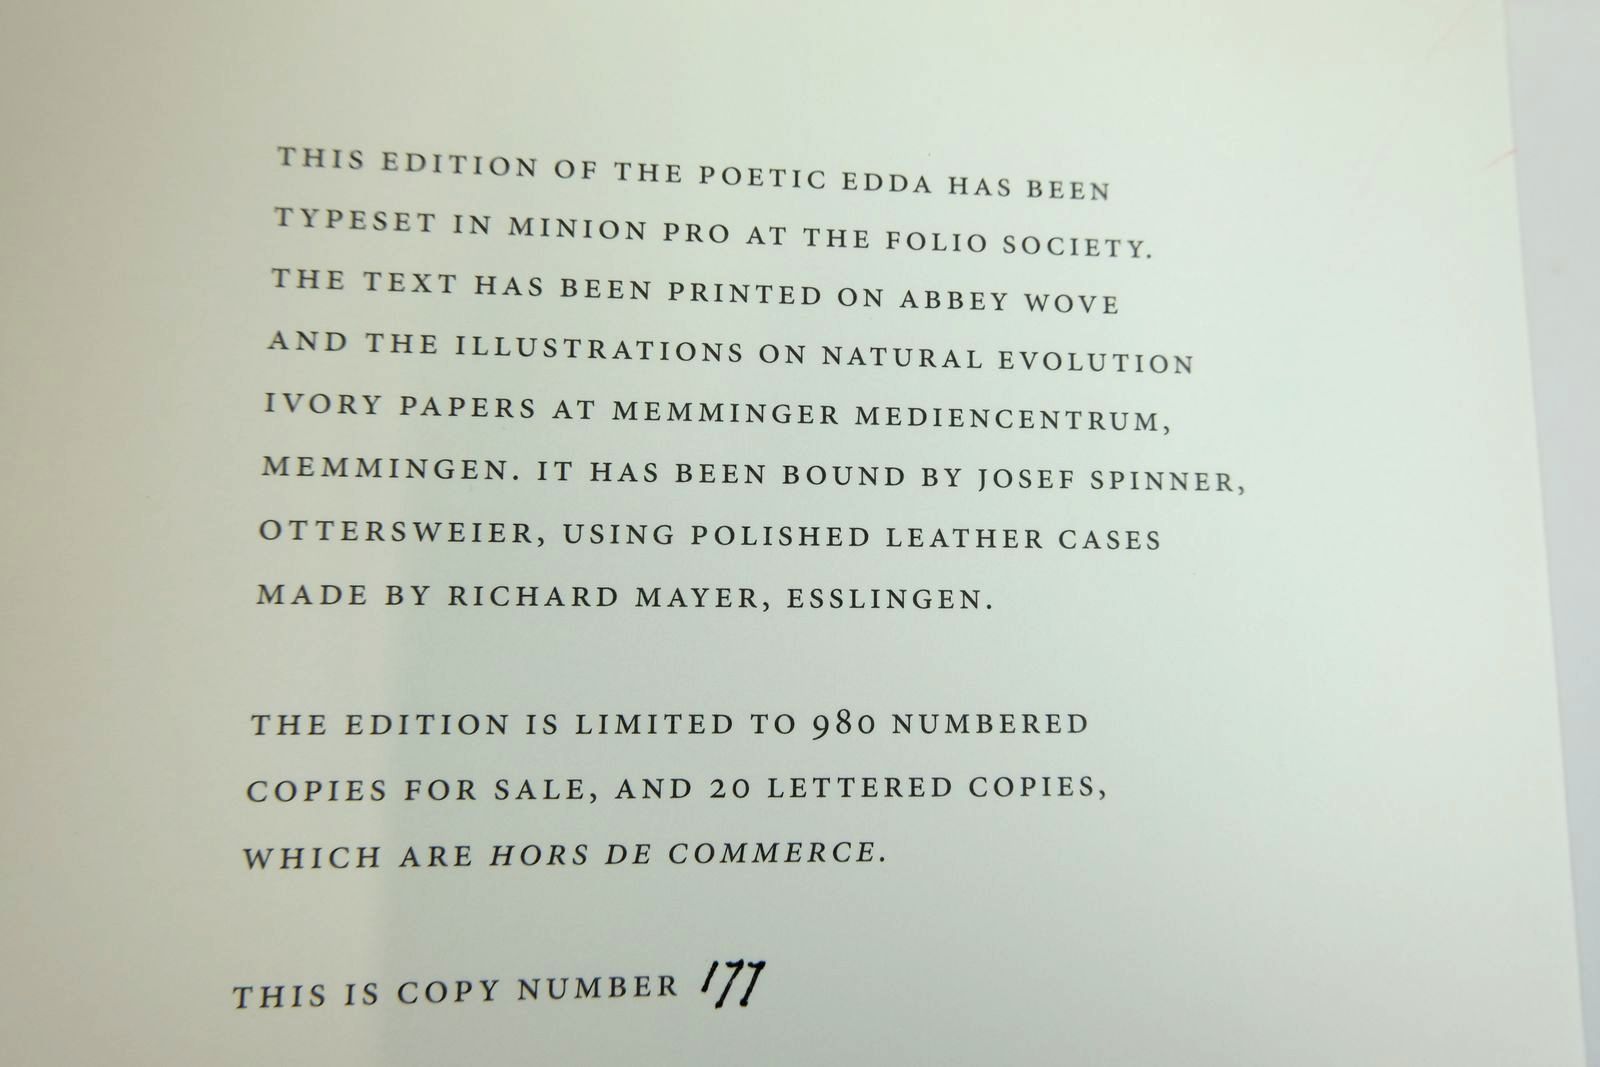 THIS EDITION OF THE POETIC EDDA HAS BEEN
TYPESET IN MINION PRO AT THE FOLIO SOCIETY.
THE TEXT HAS BEEN PRINTED ON ABBEY WOVE
AND THE ILLUSTRATIONS ON NATURAL EVOLUTION
IVORY PAPERS AT MEMMINGER MEDIENCENTRUM,
MEMMINGEN. IT HAS BEEN BOUND BY JOSEF SPINNER,
OTTERSWEIER, USING POLISHED LEATHER CASES
MADE BY RICHARD MAYER, ESSLINGEN.
THE EDITION IS LIMITED TO 980 NUMBERED
COPIES FOR SALE, AND 20 LETTERED COPIES,
WHICH ARE HORS DE COMMERCE.
THIS IS COPY NUMBER 177